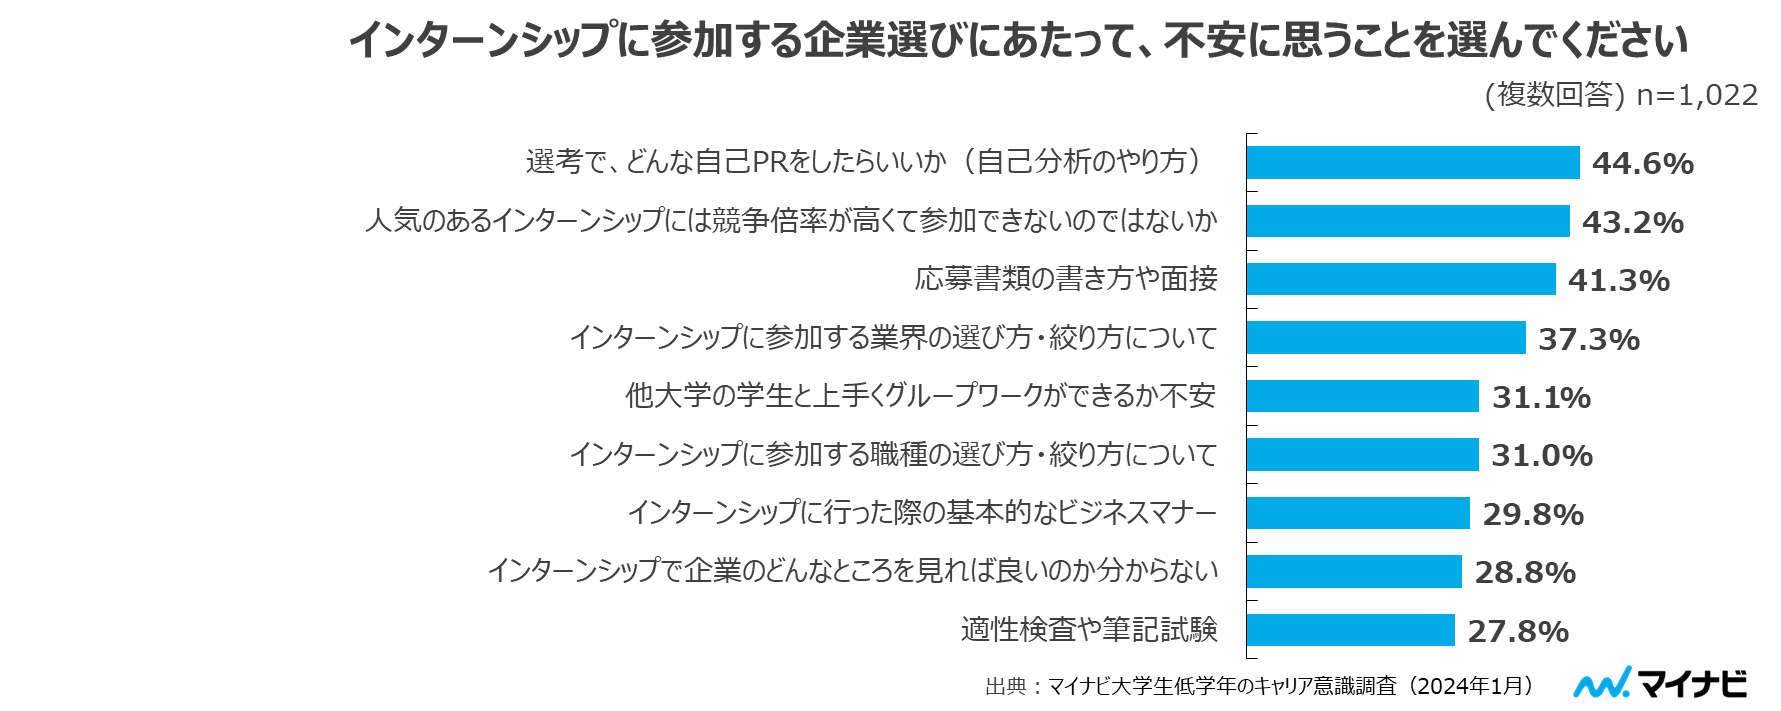 インターンシップに参加する企業選びにあたって、不安に思うことを選んでください
(複数回答) n=1,022
選考で、どんな自己PRをしたらいいか（自己分析のやり方） 44.6%
人気のあるインターンシップには競争倍率が高くて参加できないのではないか 43.2%
応募書類の書き方や面接 41.3%
インターンシップに参加する業界の選び方・絞り方について 37.3%
他大学の学生と上手くグループワークができるか不安 31.1%
インターンシップに参加する職種の選び方・絞り方について 31.0%
インターンシップに行った際の基本的なビジネスマナー 29.8%
インターンシップで企業のどんなところを見れば良いのか分からない 28.8%
適性検査や筆記試験 27.8%
出典：マイナビ大学生低学年のキャリア意識調査（2024年1月） マイナビ